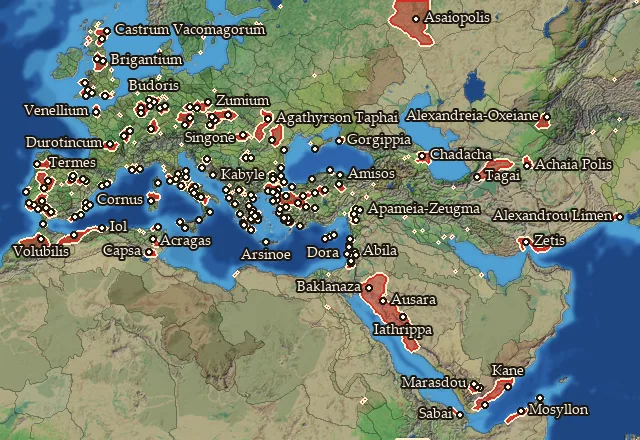 Asaiopolis
Castrum Vacomagorum
Brigantium
Budoris
Zumium
Venellium
Agathyrson Taphai
Alexandreia-Oxeiane
Durotincum
Singone
Gorgippia
Termes
Chadacha
Achaia Polis
Kabyle
Amisos
Tagai
Cornus
Apameia-Zeugma
Alexandrou Limen
Iol
Volubilis
Capsa
Acragas
Arsinoe
Dora
Abila
Zetis
Baklanaza
Ausara
Iathrippa
Marasdou
Kane
Sabai
Mosyllon